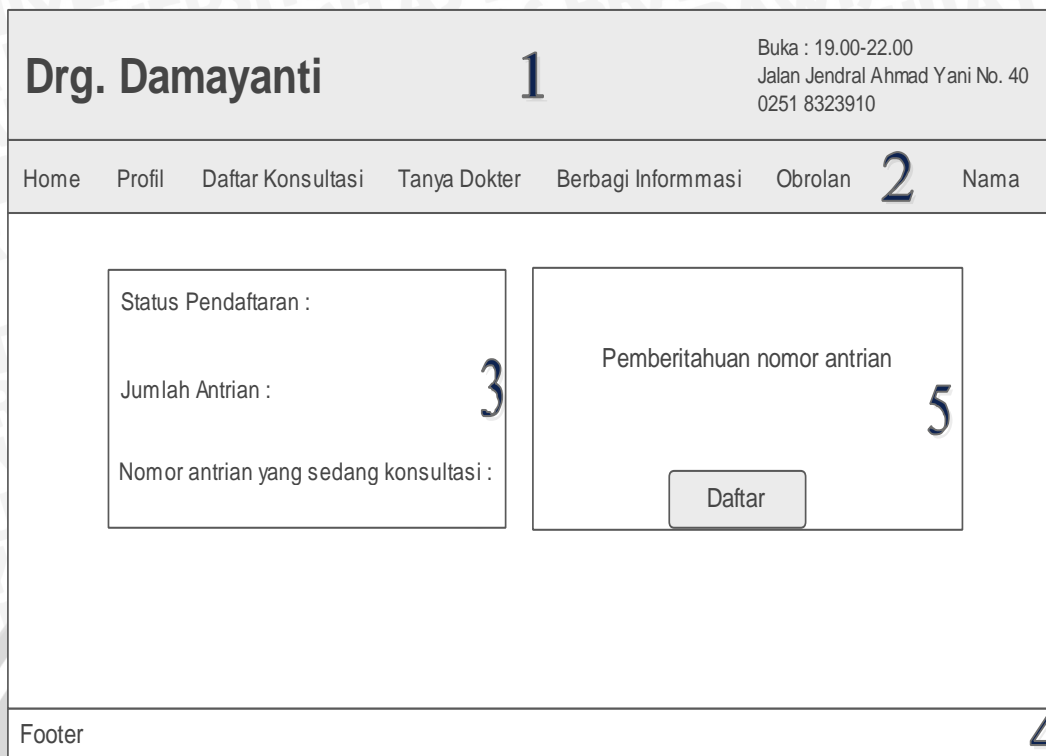 Drg. Damayanti
1
Buka : 19.00-22.00
Jalan Jendral Ahmad Yani No. 40
0251 8323910
Home Profil Daftar Konsultasi Tanya Dokter Berbagi Informmasi Obrolan 2 Nama
Status Pendaftaran :
Jumlah Antrian :
3
Nomor antrian yang sedang konsultasi :
Pemberitahuan nomor antrian
5
Daftar
Footer
4